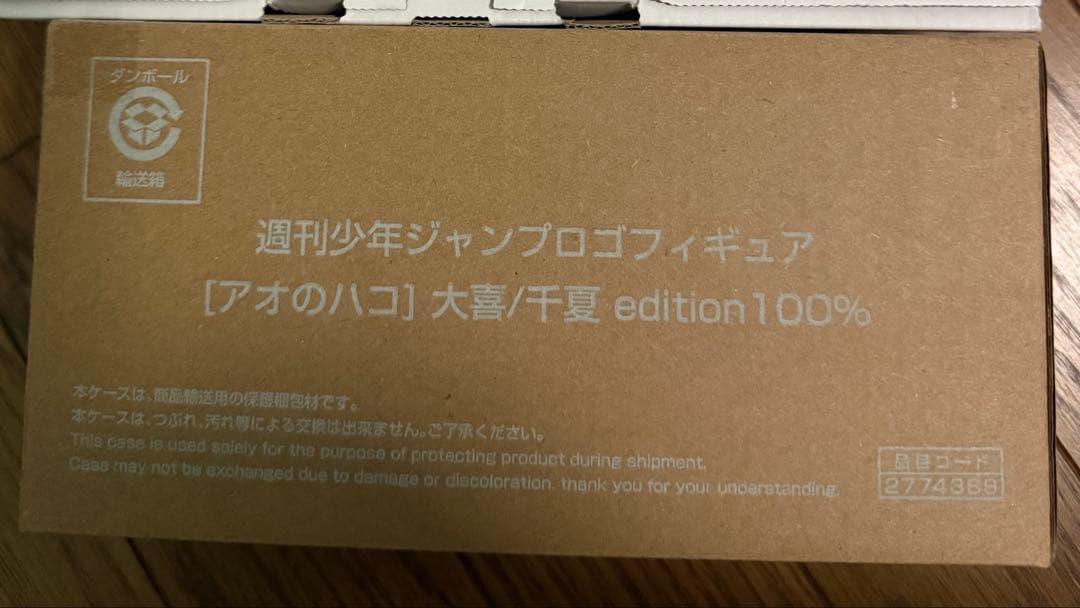 ダンボール
輸送箱
週刊少年ジャンプロゴフィギュア
[アオのハコ] 大喜/千夏 edition100%
本ケースは、商品輸送用の保護梱包材です。
本ケースは、つぶれ、汚れ等による交換は出来ません。ご了承ください。
This case is used solely for the purpose of protecting product during shipment.
Case may not be exchanged due to damage or discoloration. thank you for your understanding.
品目コード
2774389